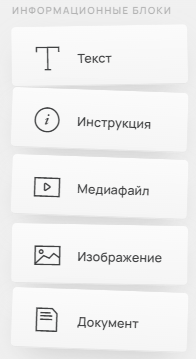 ИНФОРМАЦИОННЫЕ БЛОКИ
Текст
Инструкция
Медиафайл
Изображение
Документ